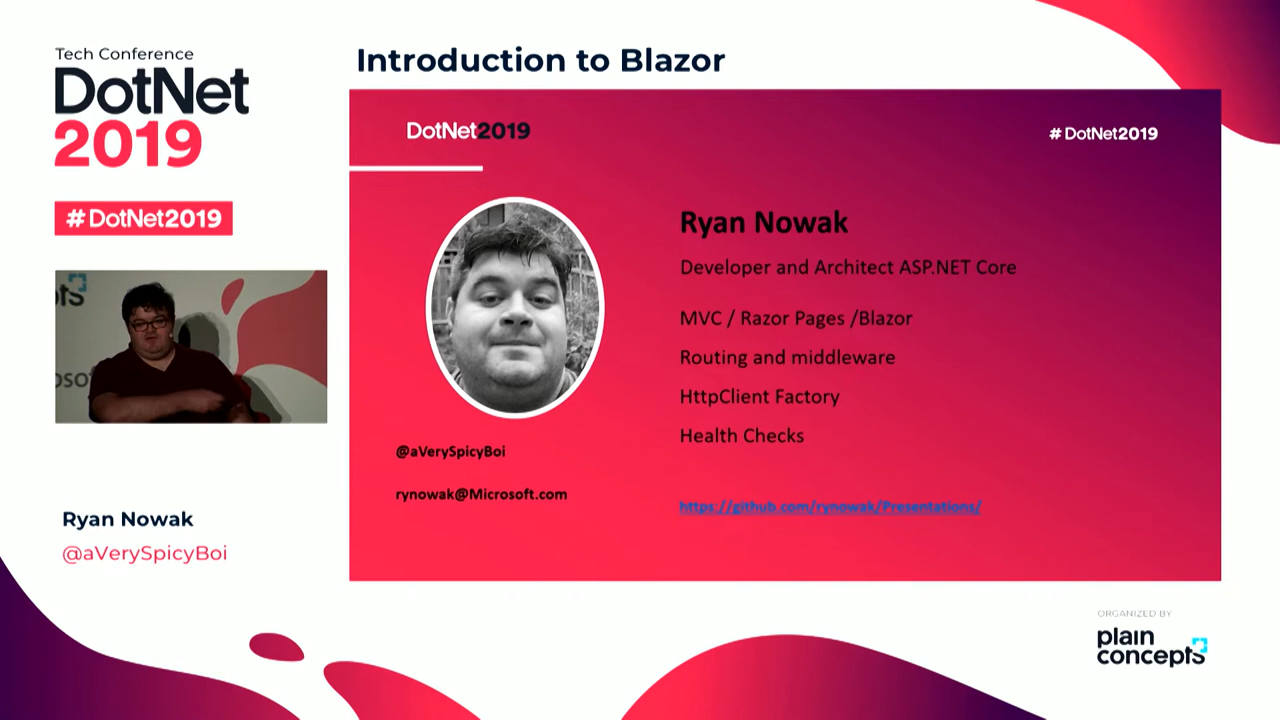 Tech Conference
DotNet
2019
#DotNet2019
Ryan Nowak
@aVerySpicyBoi
Introduction to Blazor
DotNet2019
#DotNet2019
@aVerySpicyBoi
rynowak@Microsoft.com
Ryan Nowak
Developer and Architect ASP.NET Core
MVC / Razor Pages /Blazor
Routing and middleware
HttpClient Factory
Health Checks
https://github.com/rynowak/Presentations/
ORGANIZED BY
plain
concepts